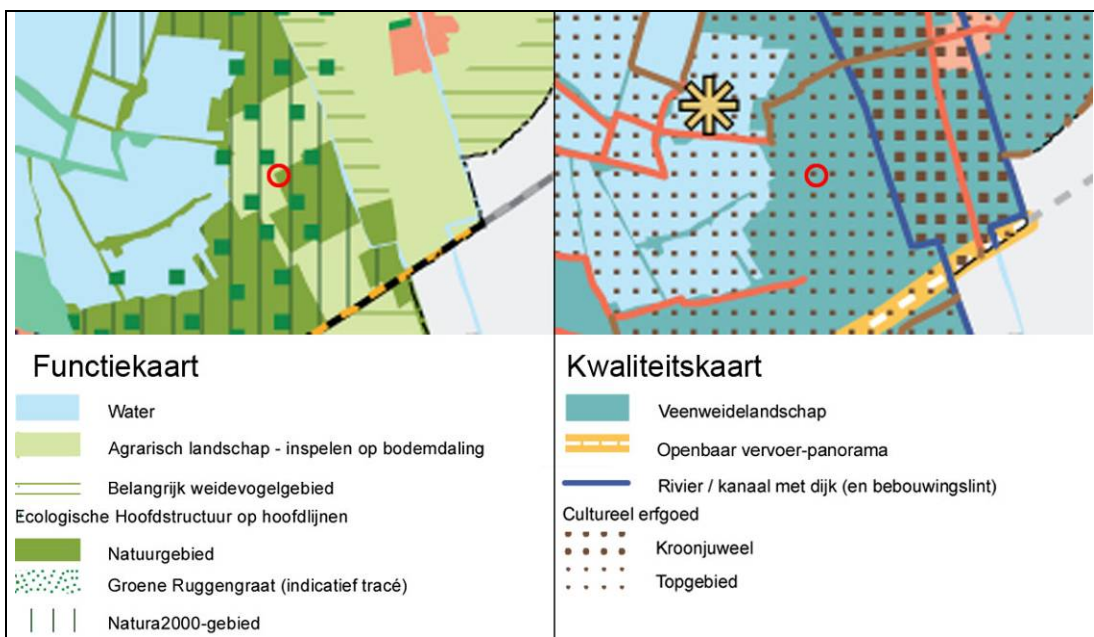 Functiekaart
Water
Agrarisch landschap - inspelen op bodemdaling
Belangrijk weidevogelgebied
Ecologische Hoofdstructuur op hoofdlijnen
Natuurgebied
Groene Ruggengraat (indicatief tracé)
Natura2000-gebied
Kwaliteitskaart
Veenweidelandschap
Openbaar vervoer-panorama
Rivier / kanaal met dijk (en bebouwingslint)
Cultureel erfgoed
Kroonjuweel
Topgebied